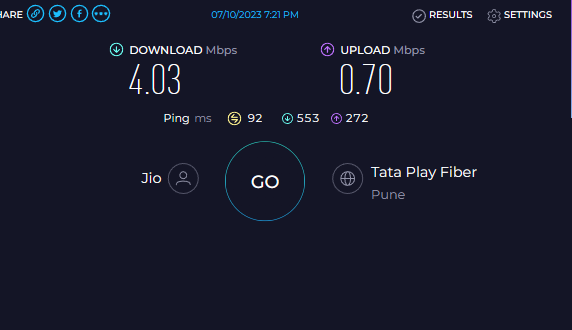 HARE 07/10/2023 7:21 PM RESULTS SETTINGS
DOWNLOAD Mbps UPLOAD Mbps
4.03 0.70
Ping ms 92 553 272
Jio GO Tata Play Fiber
Pune